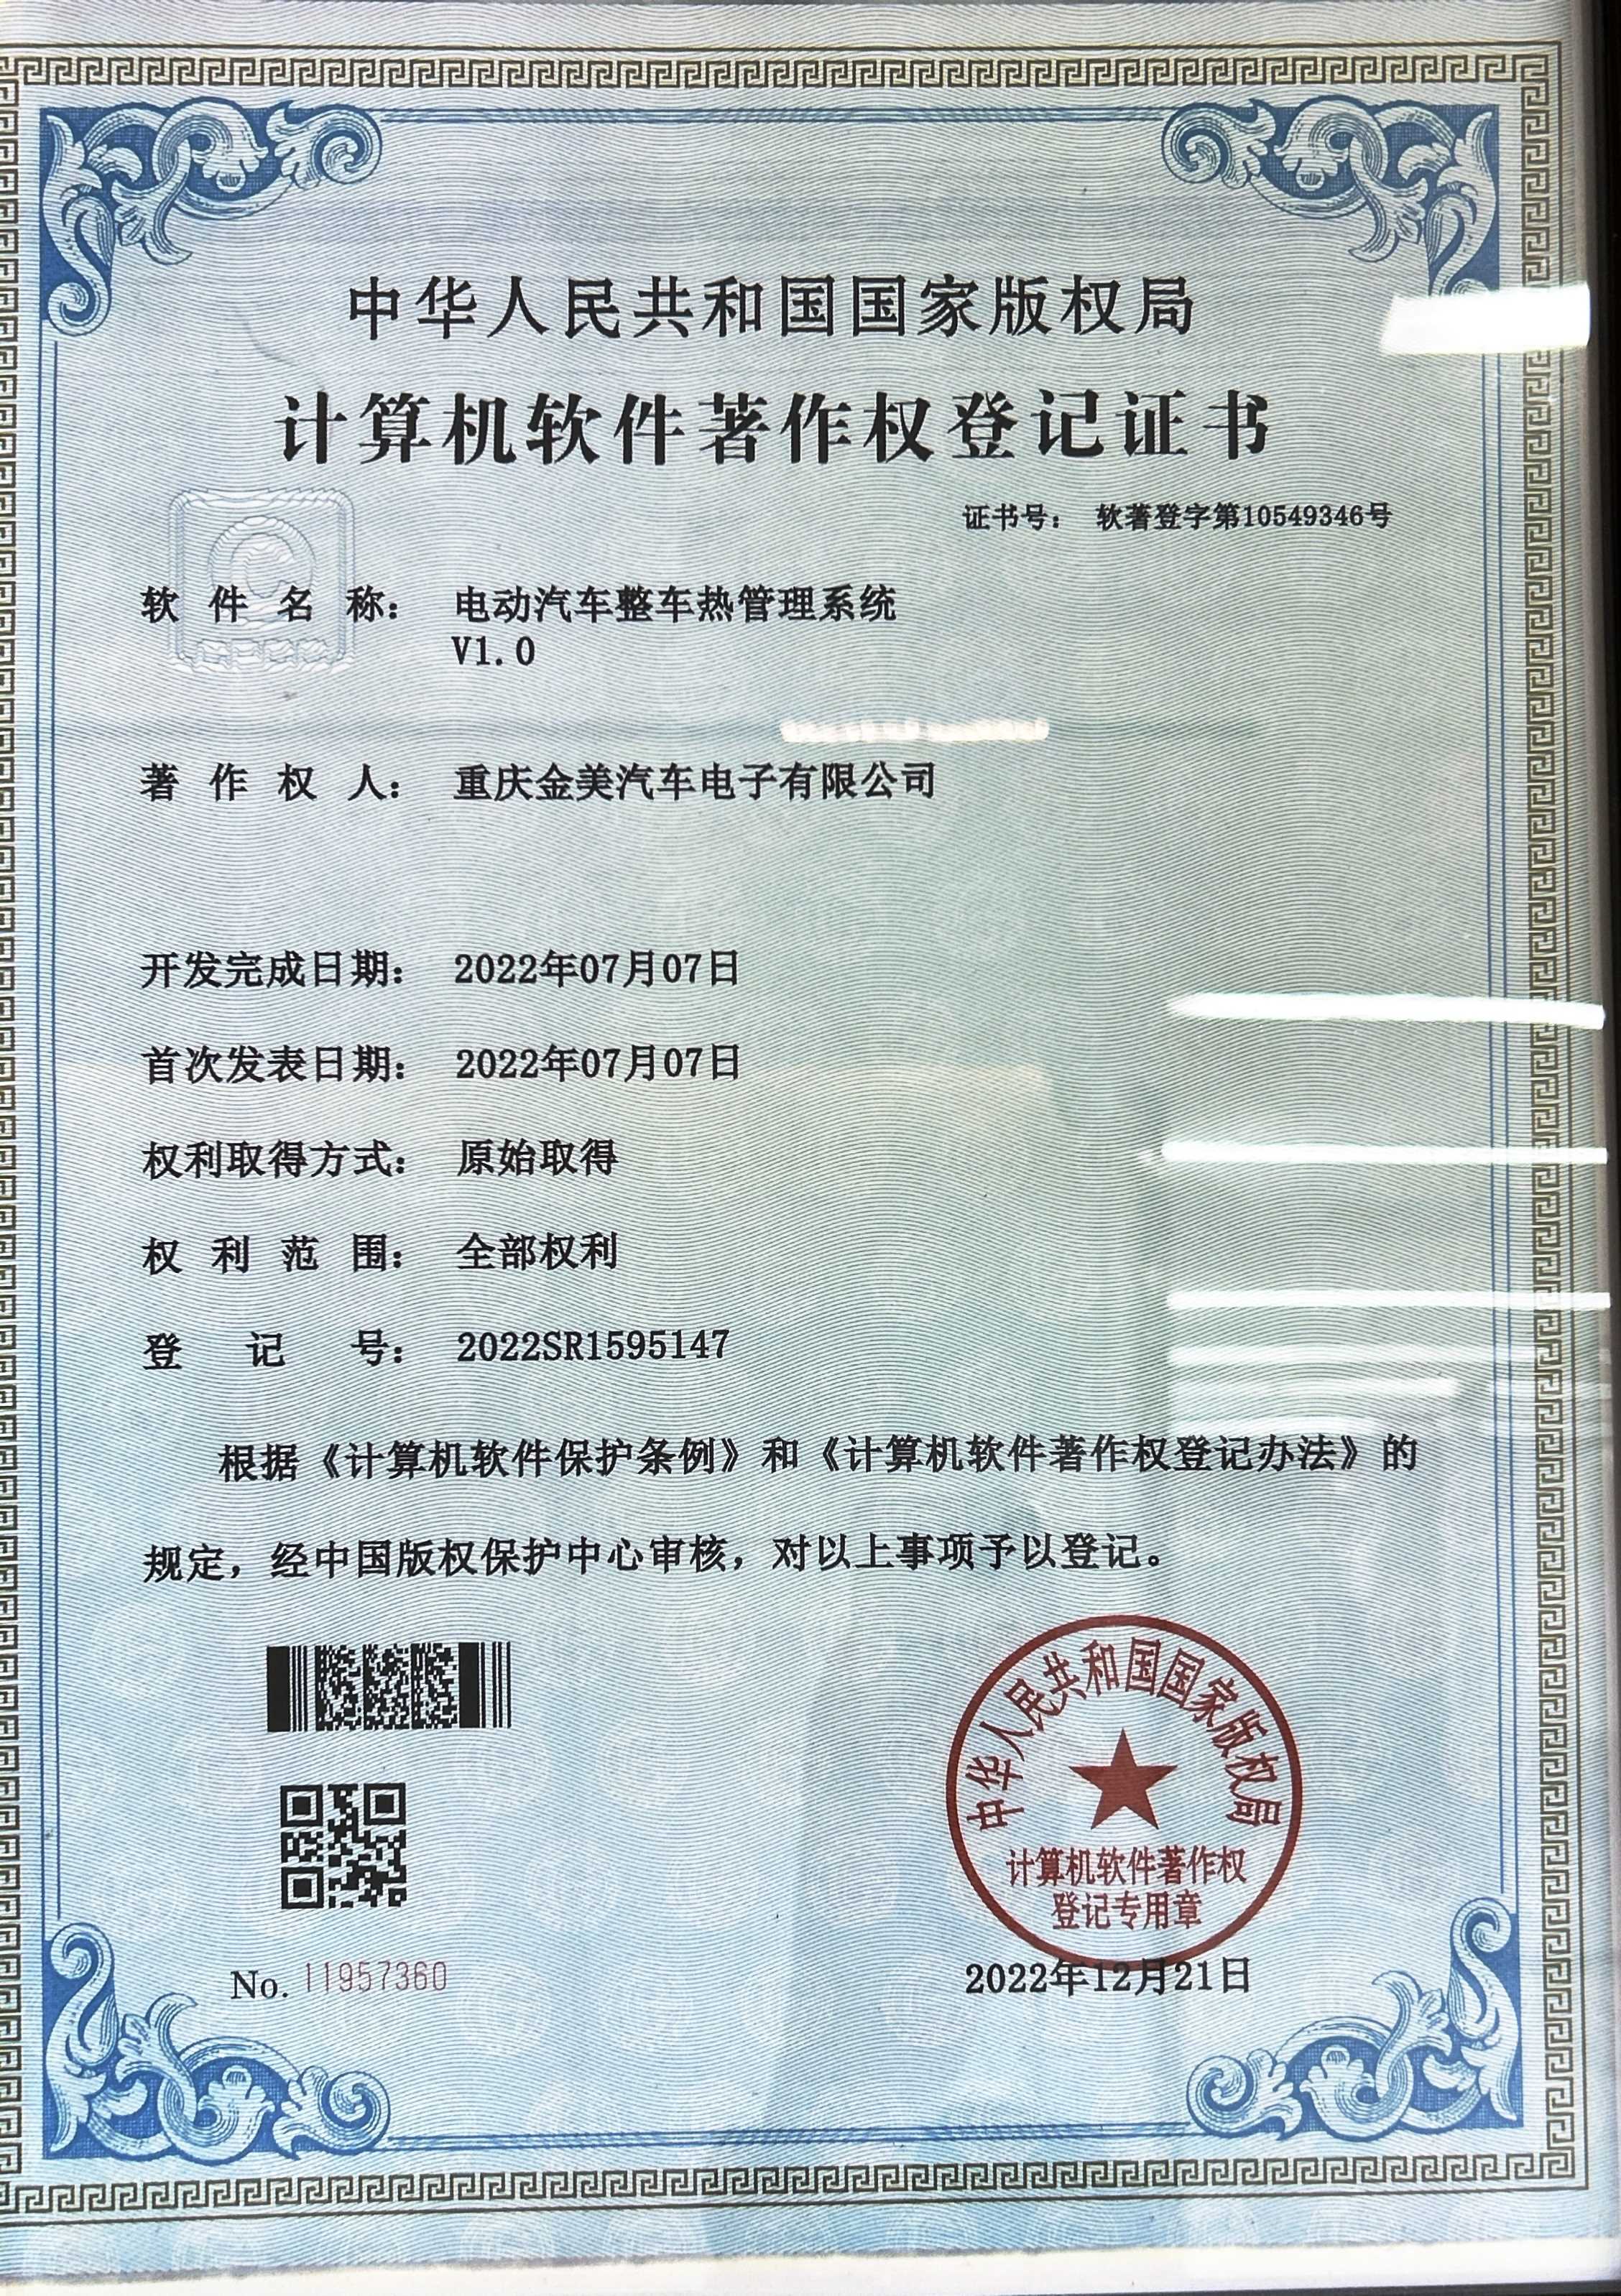 中华人民共和国国家版权局
计算机软件著作权登记证书
证书号： 软著登字第10549346号
软件名称： 电动汽车整车热管理系统
V1.0
著作权人： 重庆金美汽车电子有限公司
开发完成日期： 2022年07月07日
首次发表日期： 2022年07月07日
权利取得方式： 原始取得
权利范围： 全部权利
登记号： 2022SR1595147
根据《计算机软件保护条例》和《计算机软件著作权登记办法》的
规定，经中国版权保护中心审核，对以上事项予以登记。
中华人民共和国国家版权局
计算机软件著作权
登记专用章
No. 11957360
2022年12月21日